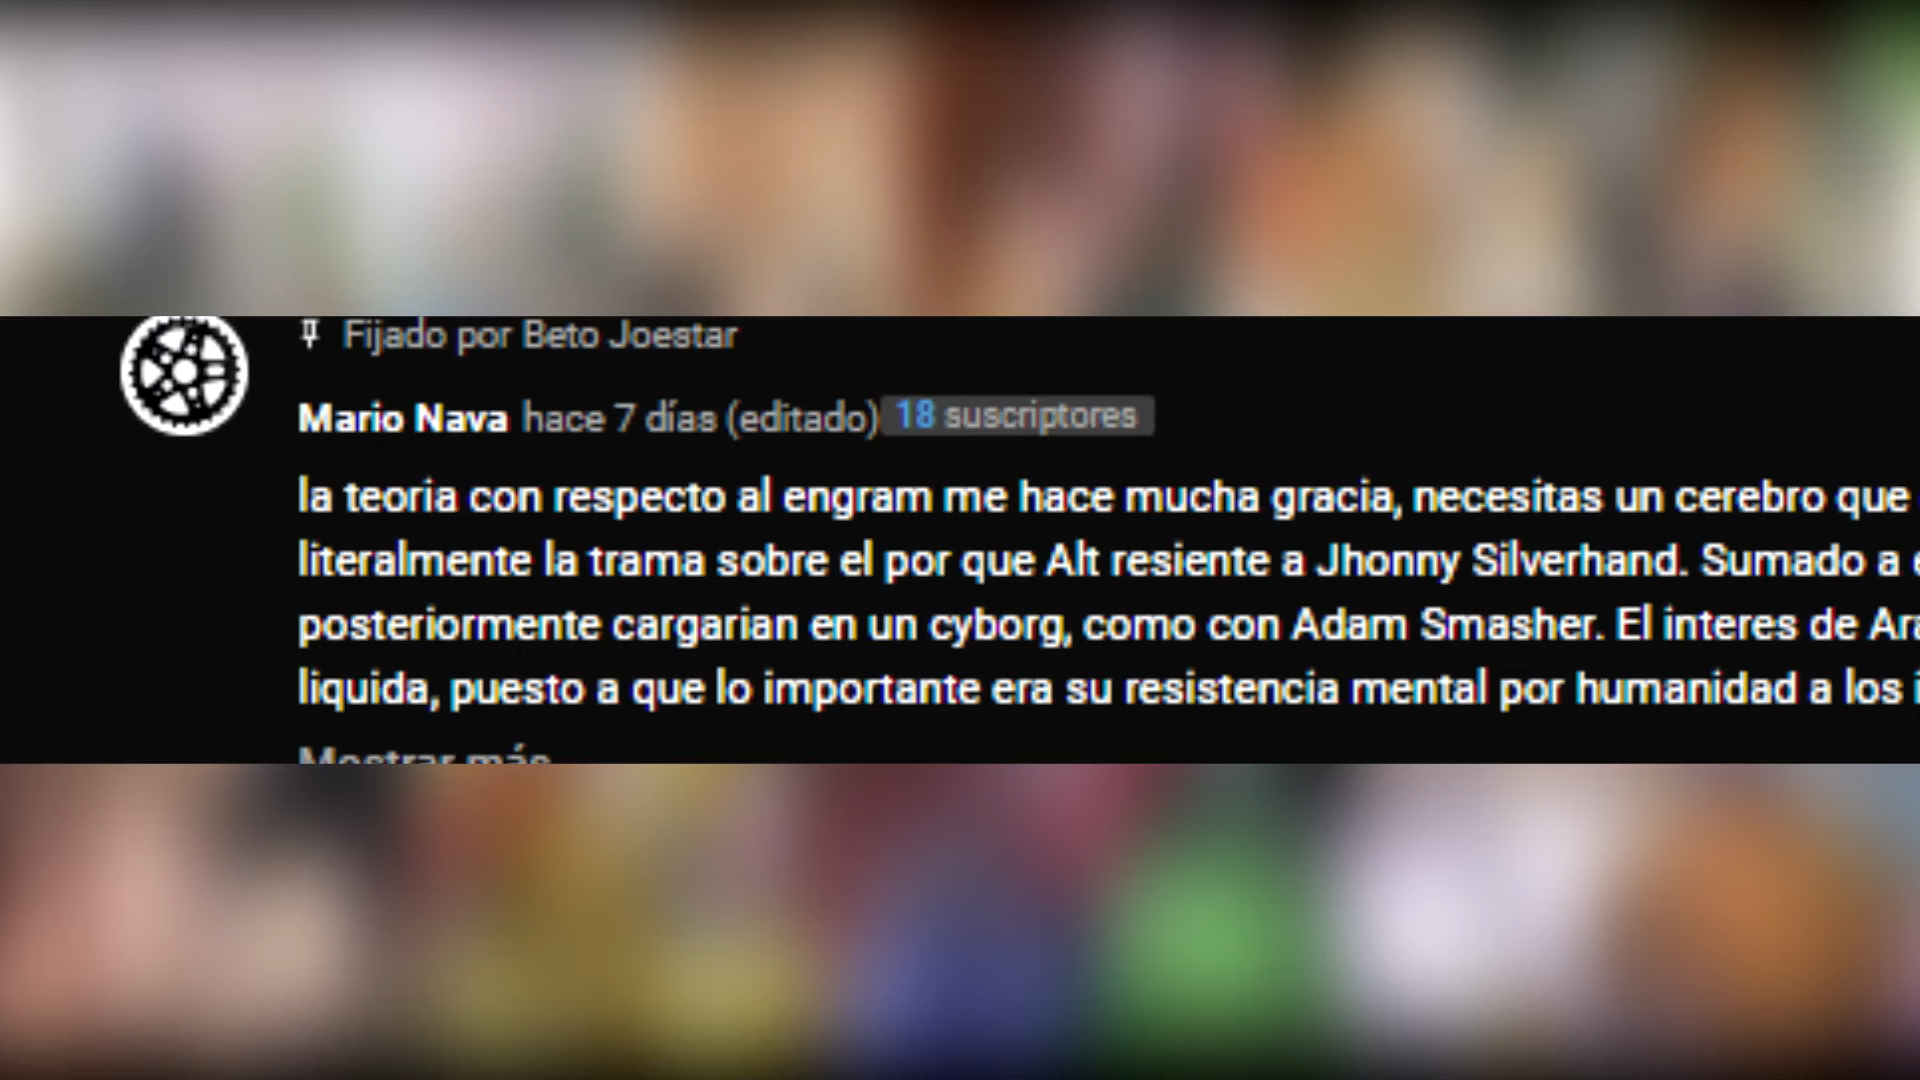 Fijado por Beto Joestar
Mario Nava hace 7 días (editado) 18 suscriptores
la teoria con respecto al engram me hace mucha gracia, necesitas un cerebro que
literalmente la trama sobre el por que Alt resiente a Jhonny Silverhand. Sumado a
posteriormente cargarian en un cyborg, como con Adam Smasher. El interes de
liquida, puesto a que lo importante era su resistencia mental por humanidad a los
Mostrar más